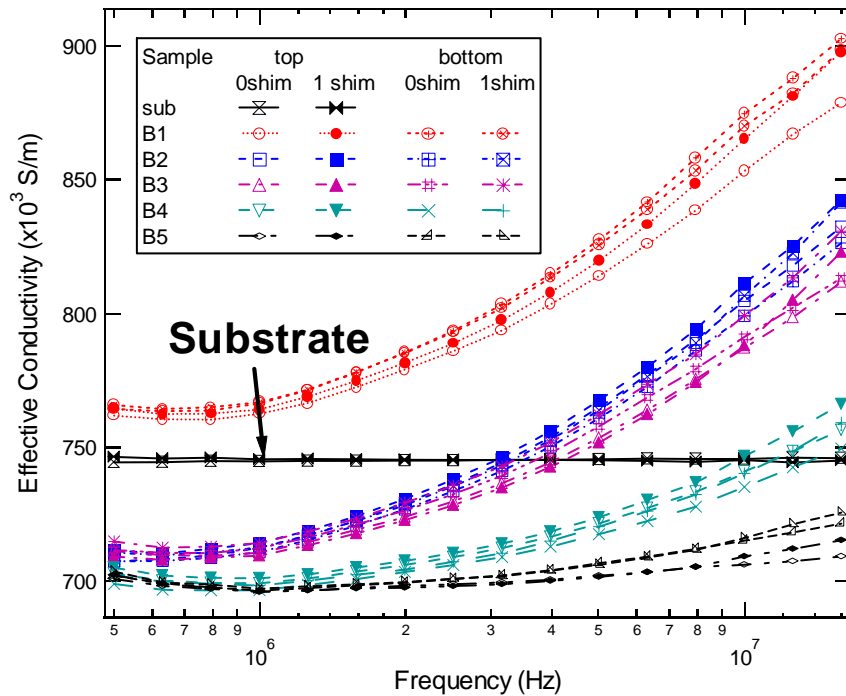 900
850
800
750
700
Effective Conductivity (x10³ S/m)
Sample top bottom
0shim 1 shim 0shim 1shim
sub
B1
B2
B3
B4
B5
Substrate
5 6 7 8 9 2 3 4 5 6 7 8 9
10⁶ 10⁷
Frequency (Hz)